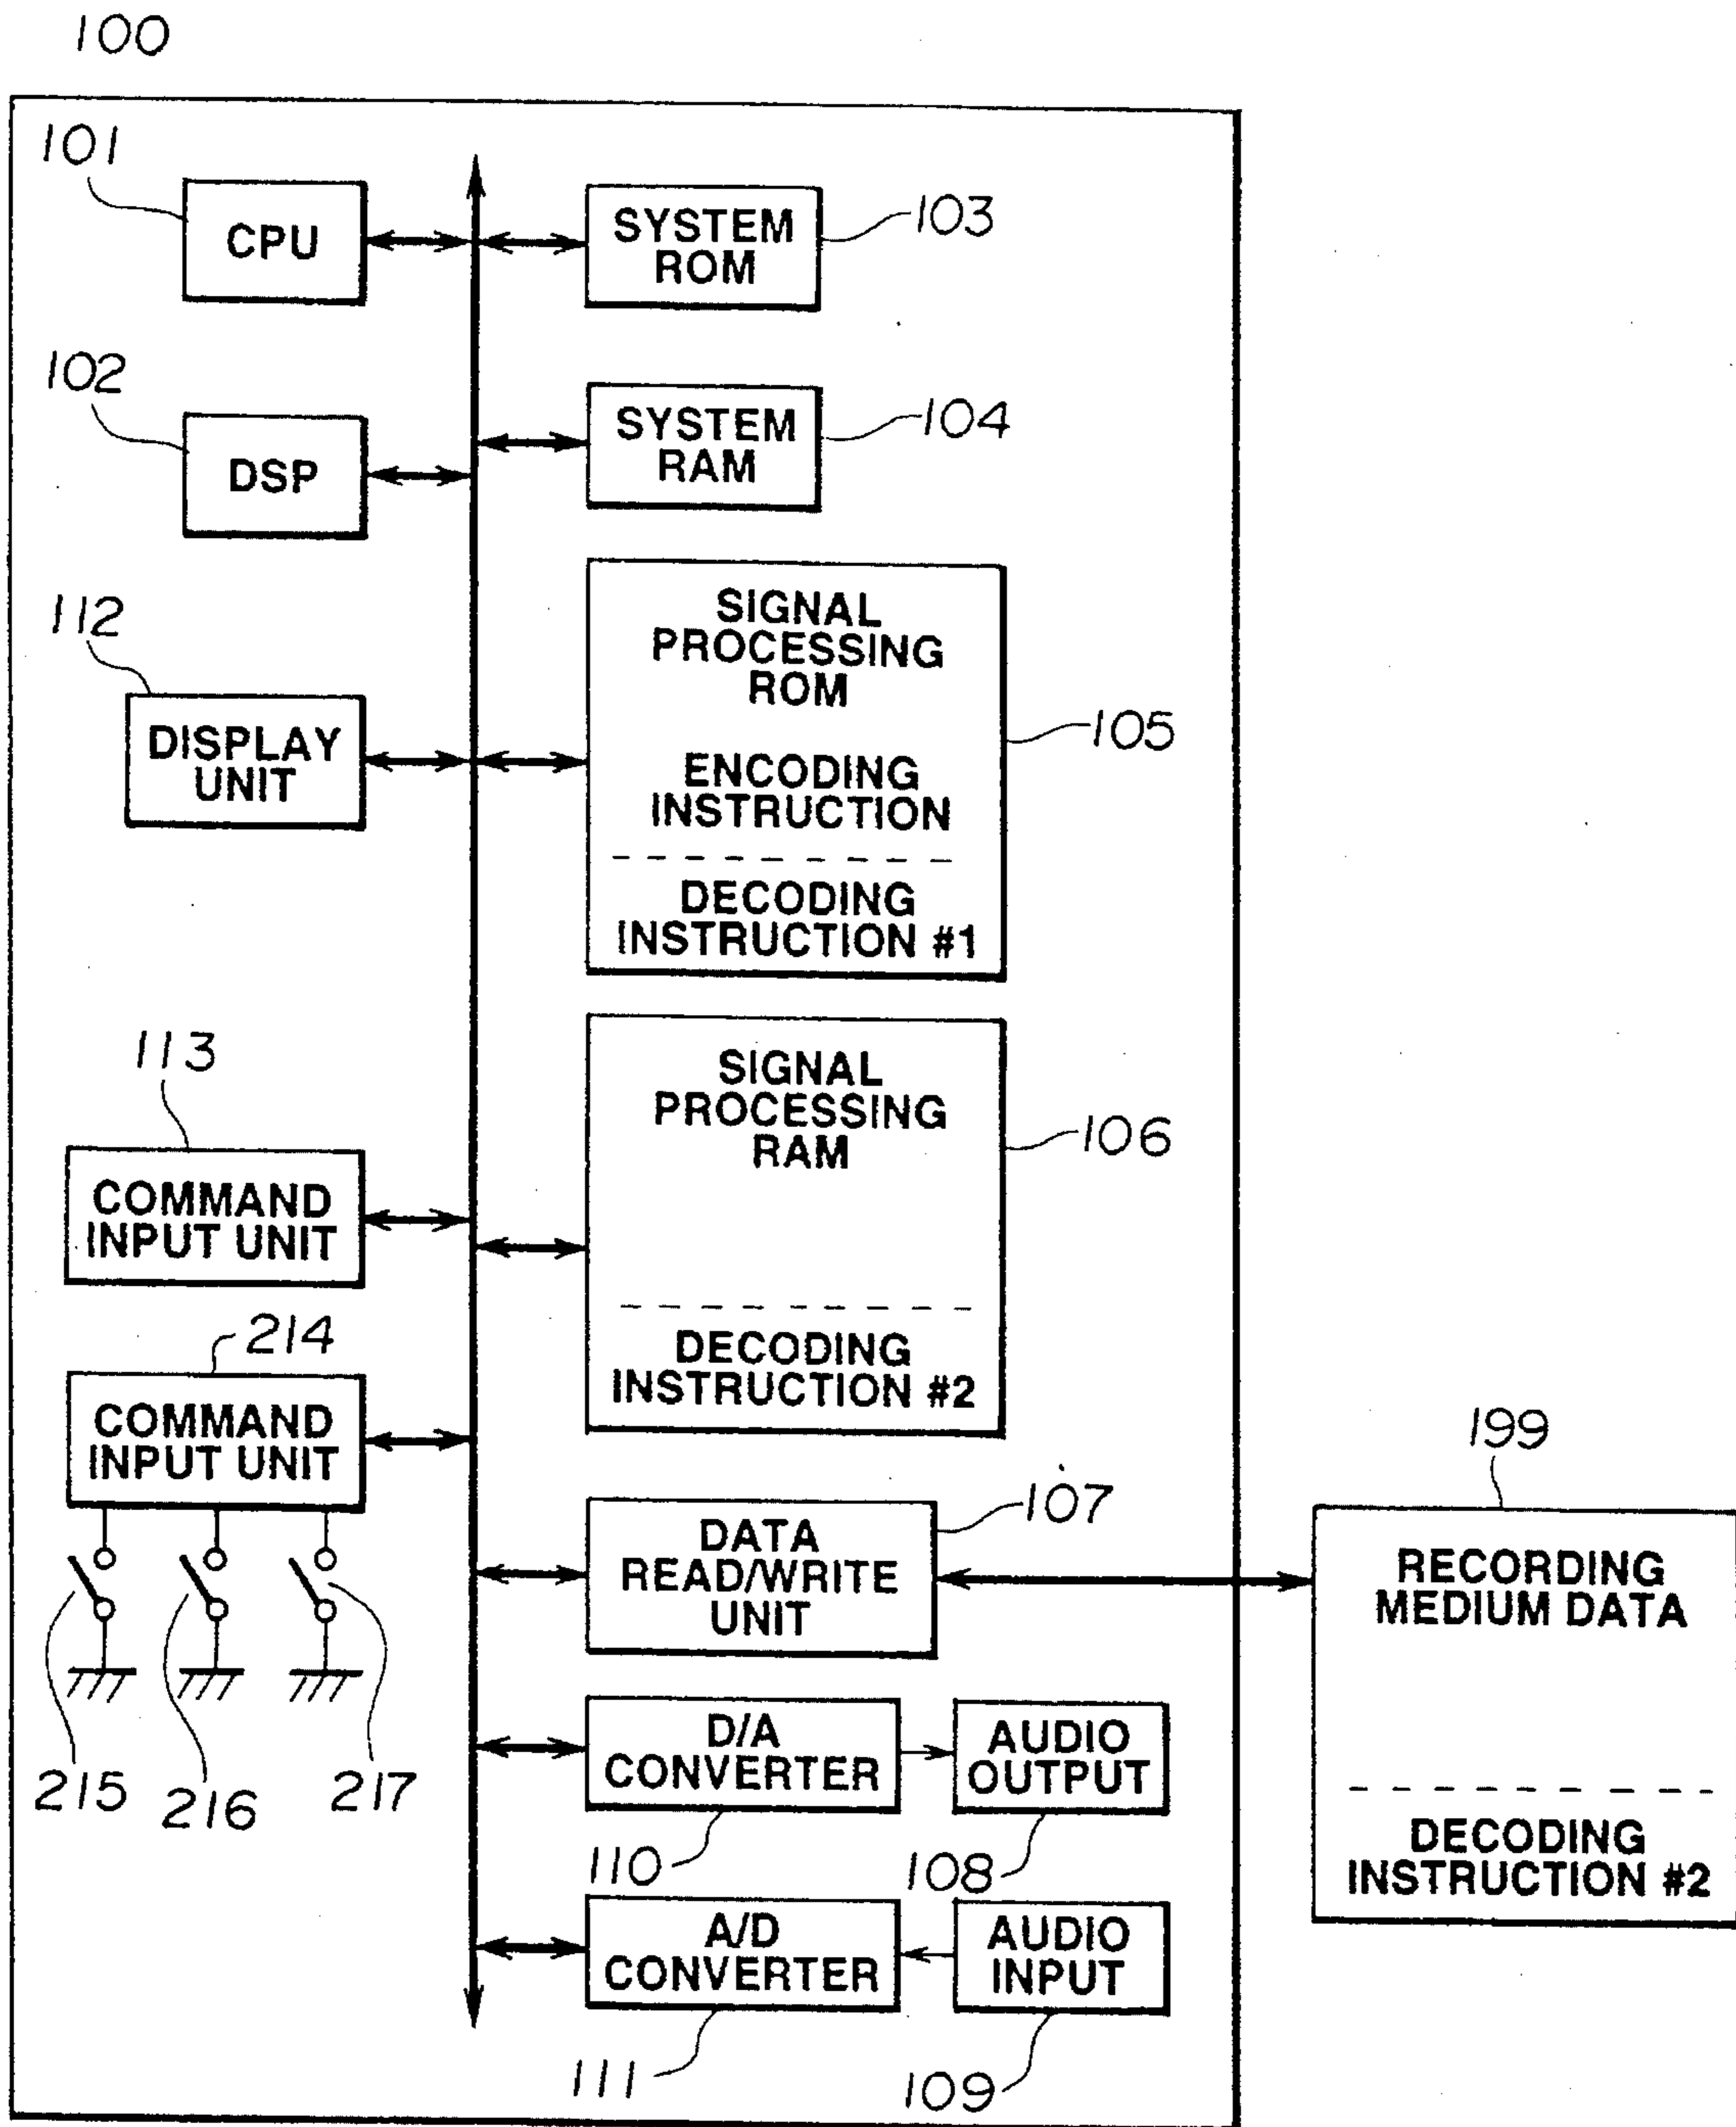 100
101
CPU
SYSTEM
ROM
103
102
DSP
SYSTEM
RAM
104
112
DISPLAY
UNIT
SIGNAL
PROCESSING
ROM
ENCODING
INSTRUCTION
DECODING
INSTRUCTION #1
105
113
COMMAND
INPUT UNIT
SIGNAL
PROCESSING
RAM
DECODING
INSTRUCTION #2
106
214
COMMAND
INPUT UNIT
215
216
217
DATA
READ/WRITE
UNIT
107
199
RECORDING
MEDIUM DATA
DECODING
INSTRUCTION #2
D/A
CONVERTER
110
AUDIO
OUTPUT
108
A/D
CONVERTER
111
AUDIO
INPUT
109